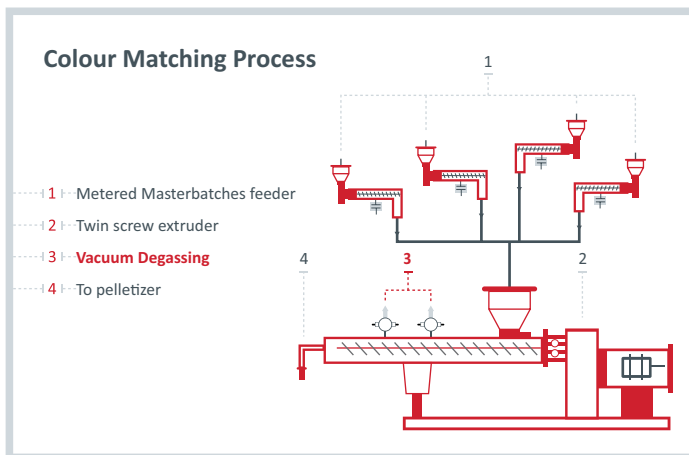 Colour Matching Process
1
1 Metered Masterbatches feeder
2 Twin screw extruder
3 Vacuum Degassing
4 To pelletizer
4
3
2